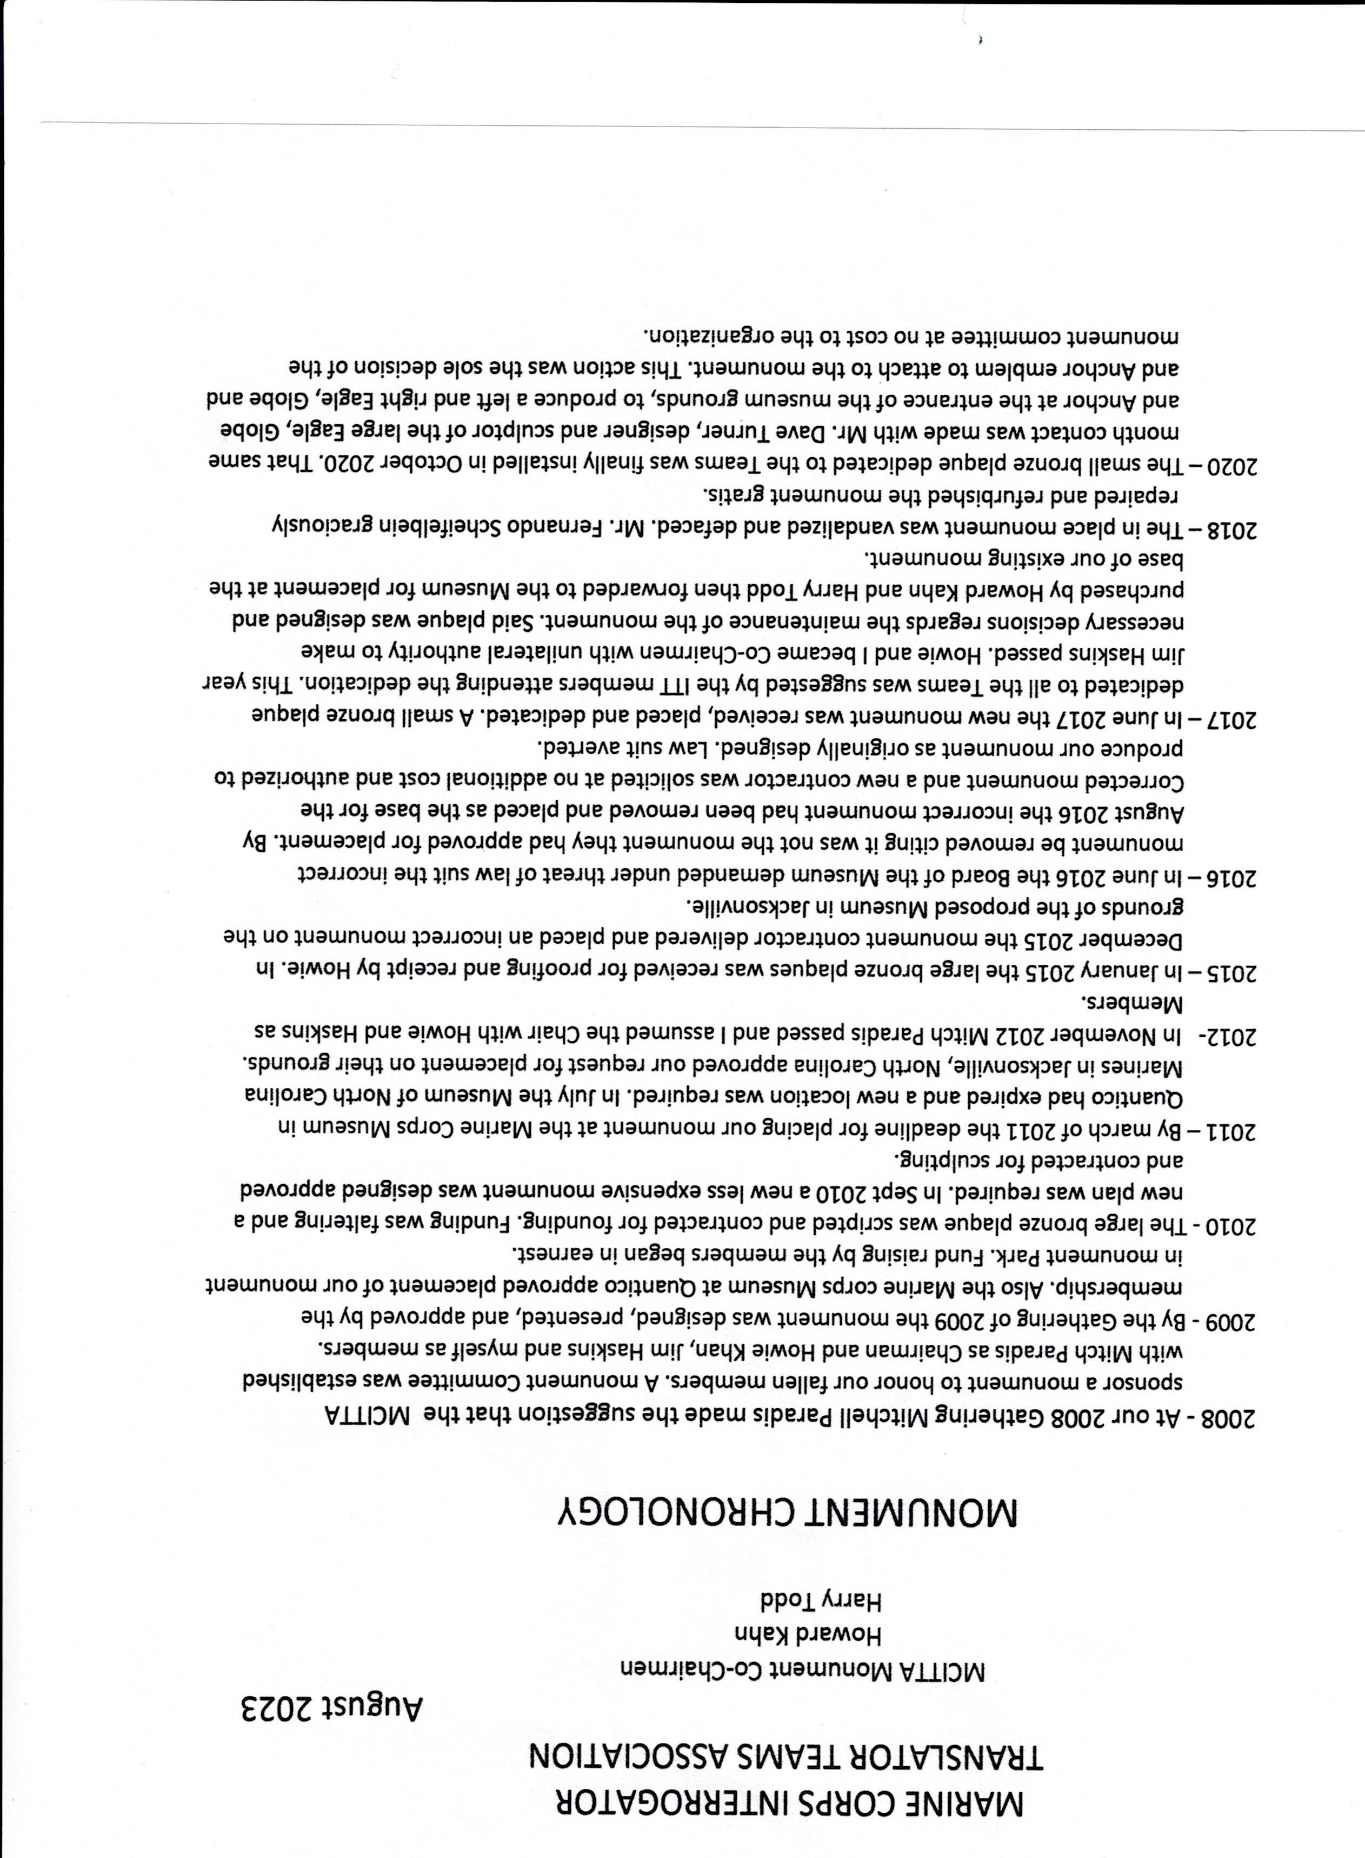 MARINE CORPS INTERROGATOR
TRANSLATOR TEAMS ASSOCIATION
August 2023
MCITTA Monument Co-Chairmen
Howard Kahn
Harry Todd
MONUMENT CHRONOLOGY
2008 - At our 2008 Gathering Mitchell Paradis made the suggestion that the MCITTA
sponsor a monument to honor our fallen members. A monument Committee was established
with Mitch Paradis as Chairman and Howie Khan, Jim Haskins and myself as members.
2009 - By the Gathering of 2009 the monument was designed, presented, and approved by the
membership. Also the Marine corps Museum at Quantico approved placement of our monument
in monument Park. Fund raising by the members began in earnest.
2010 - The large bronze plaque was scripted and contracted for founding. Funding was faltering and a
new plan was required. In Sept 2010 a new less expensive monument was designed approved
and contracted for sculpting.
2011 – By march of 2011 the deadline for placing our monument at the Marine Corps Museum in
Quantico had expired and a new location was required. In July the Museum of North Carolina
Marines in Jacksonville, North Carolina approved our request for placement on their grounds.
2012- In November 2012 Mitch Paradis passed and I assumed the Chair with Howie and Haskins as
Members.
2015 – In January 2015 the large bronze plaques was received for proofing and receipt by Howie. In
December 2015 the monument contractor delivered and placed an incorrect monument on the
grounds of the proposed Museum in Jacksonville.
2016 – In June 2016 the Board of the Museum demanded under threat of law suit the incorrect
monument be removed citing it was not the monument they had approved for placement. By
August 2016 the incorrect monument had been removed and placed as the base for the
Corrected monument and a new contractor was solicited at no additional cost and authorized to
produce our monument as originally designed. Law suit averted.
2017 – In June 2017 the new monument was received, placed and dedicated. A small bronze plaque
dedicated to all the Teams was suggested by the ITT members attending the dedication. This year
Jim Haskins passed. Howie and I became Co-Chairmen with unilateral authority to make
necessary decisions regards the maintenance of the monument. Said plaque was designed and
purchased by Howard Kahn and Harry Todd then forwarded to the Museum for placement at the
base of our existing monument.
2018 – The in place monument was vandalized and defaced. Mr. Fernando Scheifelbein graciously
repaired and refurbished the monument gratis.
2020 – The small bronze plaque dedicated to the Teams was finally installed in October 2020. That same
month contact was made with Mr. Dave Turner, designer and sculptor of the large Eagle, Globe
and Anchor at the entrance of the museum grounds, to produce a left and right Eagle, Globe and
and Anchor emblem to attach to the monument. This action was the sole decision of the
monument committee at no cost to the organization.